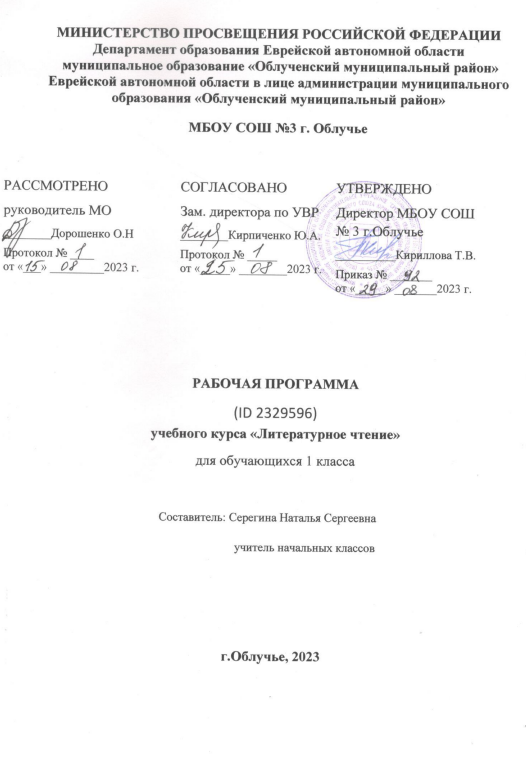 МИНИСТЕРСТВО ПРОСВЕЩЕНИЯ РОССИЙСКОЙ ФЕДЕРАЦИИ
Департамент образования Еврейской автономной области
муниципальное образование «Облученский муниципальный район»
Еврейской автономной области в лице администрации муниципального
образования «Облученский муниципальный район»
МБОУ СОШ №3 г. Облучье
РАССМОТРЕНО
руководитель МО
Дорошенко О.Н
Протокол № 1
от «15» 08 2023 г.
СОГЛАСОВАНО
Зам. директора по УВР
Кирпиченко Ю.А.
Протокол № 1
от «25» 08 2023 г.
УТВЕРЖДЕНО
Директор МБОУ СОШ
№ 3 г.Облучье
Кириллова Т.В.
Приказ № 92
от « 29 » 08 2023 г.
РАБОЧАЯ ПРОГРАММА
(ID 2329596)
учебного курса «Литературное чтение»
для обучающихся 1 класса
Составитель: Серегина Наталья Сергеевна
учитель начальных классов
г.Облучье, 2023